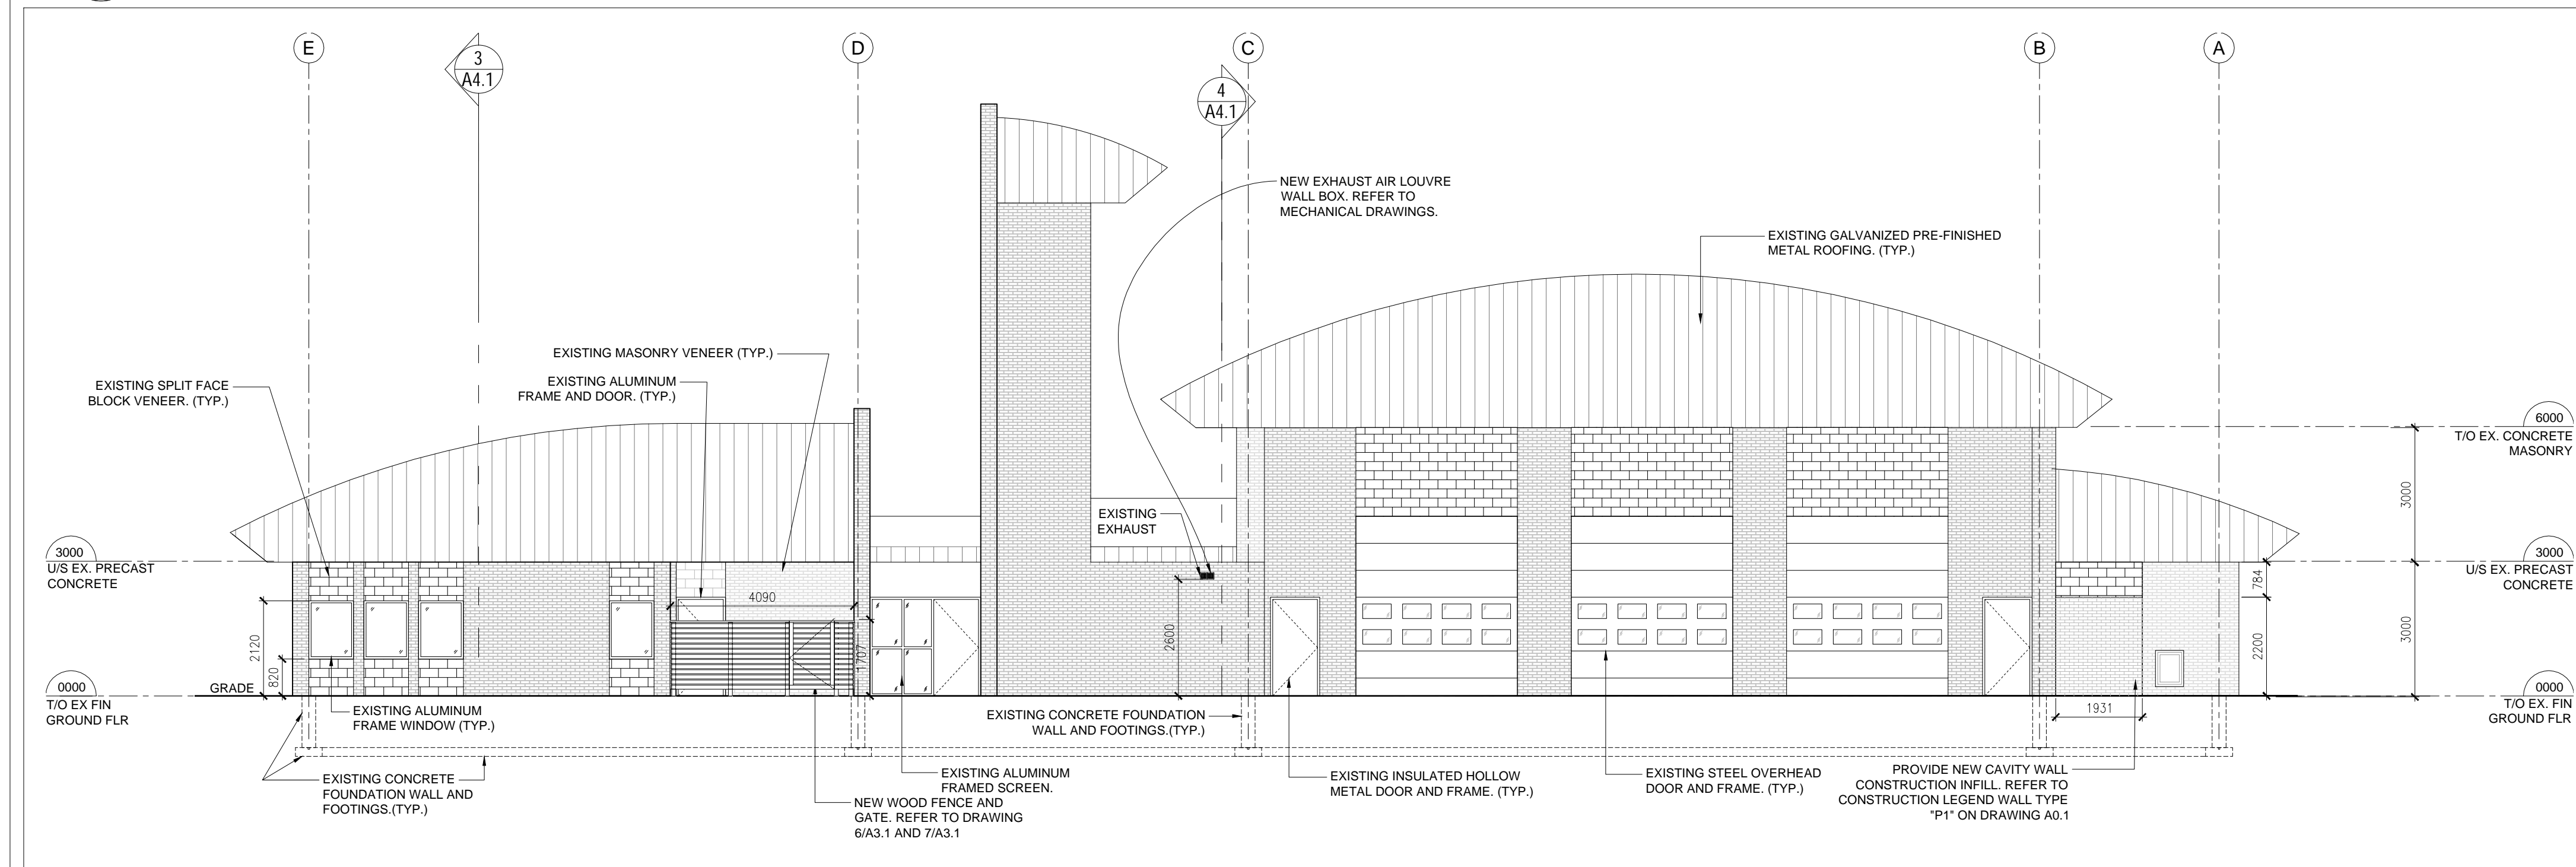 E
3
A4.1
D
C
4
A4.1
B
A
NEW EXHAUST AIR LOUVRE
WALL BOX. REFER TO
MECHANICAL DRAWINGS.
EXISTING GALVANIZED PRE-FINISHED
METAL ROOFING. (TYP.)
EXISTING MASONRY VENEER (TYP.)
EXISTING ALUMINUM
FRAME AND DOOR. (TYP.)
EXISTING SPLIT FACE
BLOCK VENEER. (TYP.)
6000
T/O EX. CONCRETE
MASONRY
3000
EXISTING
EXHAUST
3000
U/S EX. PRECAST
CONCRETE
3000
U/S EX. PRECAST
CONCRETE
784
4090
2120
820
1707
2600
2200
3000
0000
T/O EX FIN
GROUND FLR
GRADE
0000
T/O EX. FIN
GROUND FLR
1931
EXISTING ALUMINUM
FRAME WINDOW (TYP.)
EXISTING CONCRETE FOUNDATION
WALL AND FOOTINGS.(TYP.)
EXISTING CONCRETE
FOUNDATION WALL AND
FOOTINGS.(TYP.)
EXISTING ALUMINUM
FRAMED SCREEN.
NEW WOOD FENCE AND
GATE. REFER TO DRAWING
6/A3.1 AND 7/A3.1
EXISTING INSULATED HOLLOW
METAL DOOR AND FRAME. (TYP.)
EXISTING STEEL OVERHEAD
DOOR AND FRAME. (TYP.)
PROVIDE NEW CAVITY WALL
CONSTRUCTION INFILL. REFER TO
CONSTRUCTION LEGEND WALL TYPE
"P1" ON DRAWING A0.1